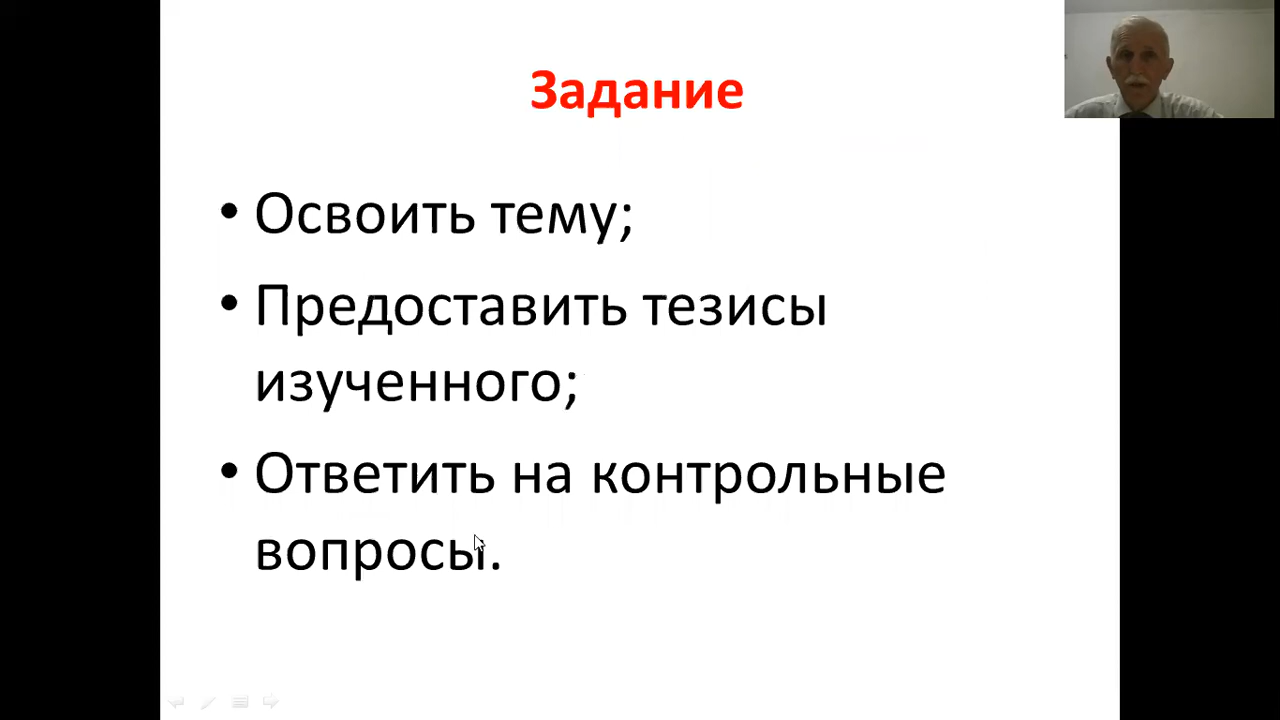 Задание
• Освоить тему;
• Предоставить тезисы
изученного;
• Ответить на контрольные
вопросы.